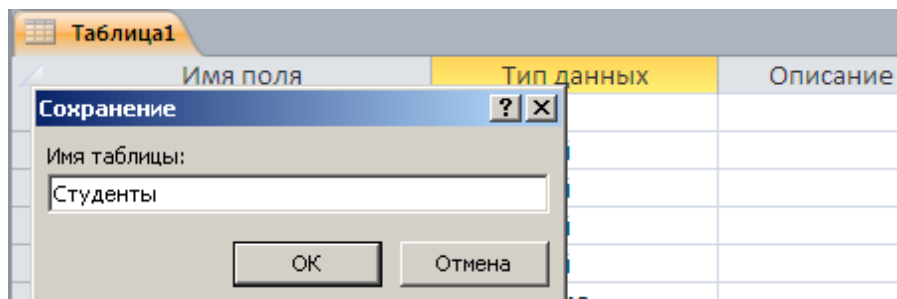 Таблица1
Имя поля Тип данных Описание
Сохранение
Имя таблицы:
Студенты
ОК Отмена